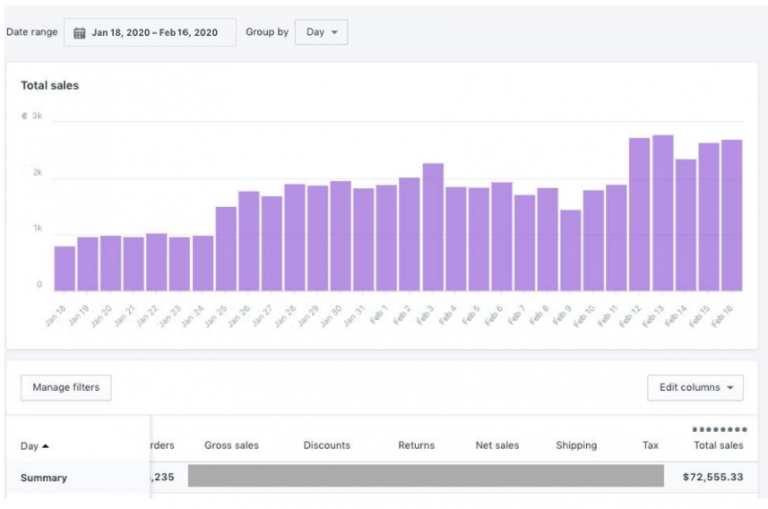 Date range Jan 18, 2020 – Feb 16, 2020 Group by Day
Total sales
€ 3k
2k
1k
0
Jan 18 Jan 19 Jan 20 Jan 21 Jan 22 Jan 23 Jan 24 Jan 25 Jan 26 Jan 27 Jan 28 Jan 29 Jan 30 Jan 31 Feb 1 Feb 2 Feb 3 Feb 4 Feb 5 Feb 6 Feb 7 Feb 8 Feb 9 Feb 10 Feb 11 Feb 12 Feb 13 Feb 14 Feb 15 Feb 16
Manage filters Edit columns
Day rders Gross sales Discounts Returns Net sales Shipping Tax Total sales
Summary ,235 $72,555.33